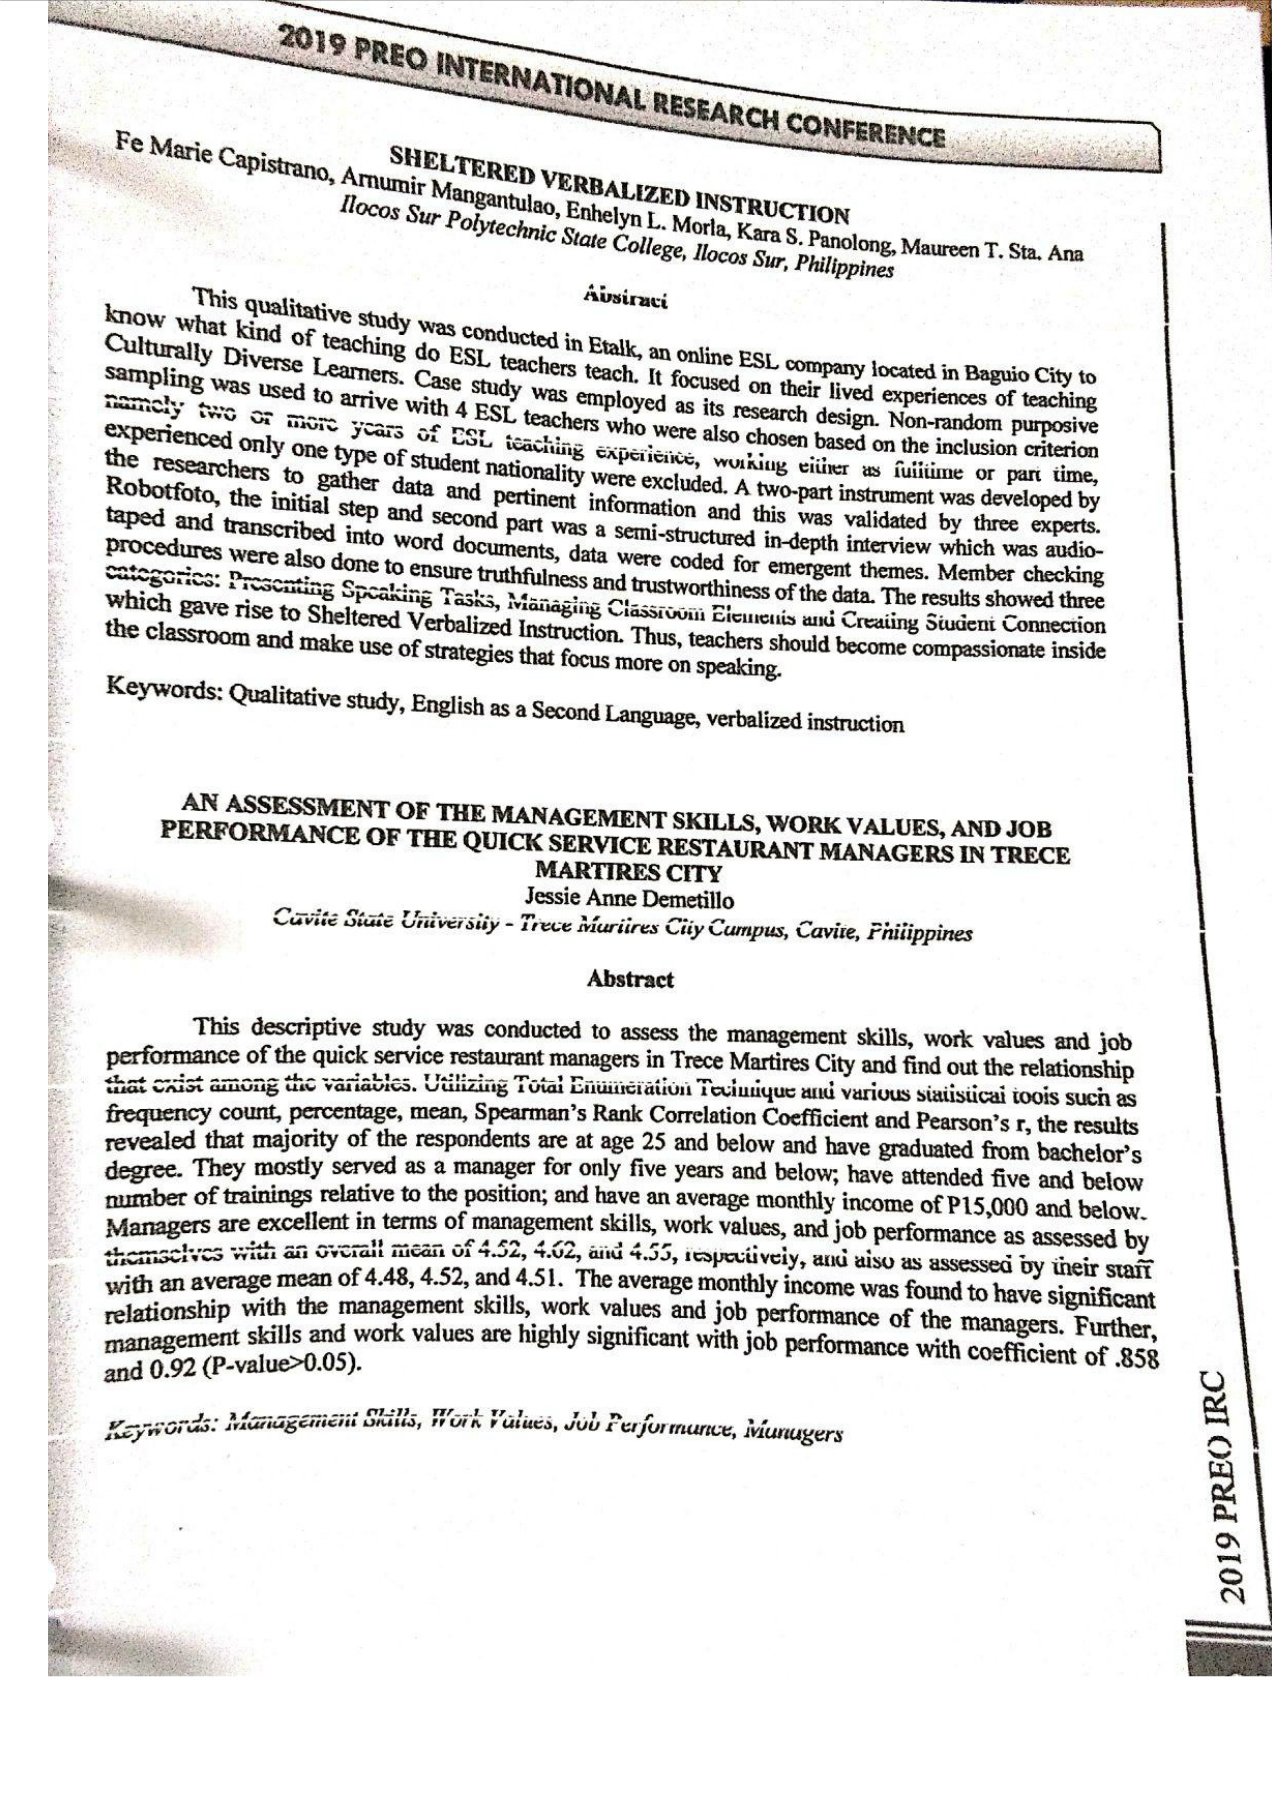 2019 PREO INTERNATIONAL RESEARCH CONFERENCE
SHELTERED VERBALIZED INSTRUCTION
Fe Marie Capistrano, Arnumir Mangantulao, Enhelyn L. Morla, Kara S. Panolong, Maureen T. Sta. Ana
Ilocos Sur Polytechnic State College, Ilocos Sur, Philippines
Abstract
This qualitative study was conducted in Etalk, an online ESL company located in Baguio City to
know what kind of teaching do ESL teachers teach. It focused on their lived experiences of teaching
Culturally Diverse Learners. Case study was employed as its research design. Non-random purposive
sampling was used to arrive with 4 ESL teachers who were also chosen based on the inclusion criterion
namely two or more years of ESL teaching experience, working either as fulltime or part time,
experienced only one type of student nationality were excluded. A two-part instrument was developed by
the researchers to gather data and pertinent information and this was validated by three experts.
Robotfoto, the initial step and second part was a semi-structured in-depth interview which was audio-
taped and transcribed into word documents, data were coded for emergent themes. Member checking
procedures were also done to ensure truthfulness and trustworthiness of the data. The results showed three
categories: Presenting Speaking Tasks, Managing Classroom Elements and Creating Student Connection
which gave rise to Sheltered Verbalized Instruction. Thus, teachers should become compassionate inside
the classroom and make use of strategies that focus more on speaking.
Keywords: Qualitative study, English as a Second Language, verbalized instruction
AN ASSESSMENT OF THE MANAGEMENT SKILLS, WORK VALUES, AND JOB
PERFORMANCE OF THE QUICK SERVICE RESTAURANT MANAGERS IN TRECE
MARTIRES CITY
Jessie Anne Demetillo
Cavite State University - Trece Martires City Campus, Cavite, Philippines
Abstract
This descriptive study was conducted to assess the management skills, work values and job
performance of the quick service restaurant managers in Trece Martires City and find out the relationship
that exist among the variables. Utilizing Total Enumeration Technique and various statistical tools such as
frequency count, percentage, mean, Spearman's Rank Correlation Coefficient and Pearson's r, the results
revealed that majority of the respondents are at age 25 and below and have graduated from bachelor's
degree. They mostly served as a manager for only five years and below; have attended five and below
number of trainings relative to the position; and have an average monthly income of P15,000 and below.
Managers are excellent in terms of management skills, work values, and job performance as assessed by
themselves with an overall mean of 4.52, 4.62, and 4.55, respectively, and also as assessed by their staff
with an average mean of 4.48, 4.52, and 4.51. The average monthly income was found to have significant
relationship with the management skills, work values and job performance of the managers. Further,
management skills and work values are highly significant with job performance with coefficient of .858
and 0.92 (P-value>0.05).
Keywords: Management Skills, Work Values, Job Performance, Managers
2019 PREO IRC